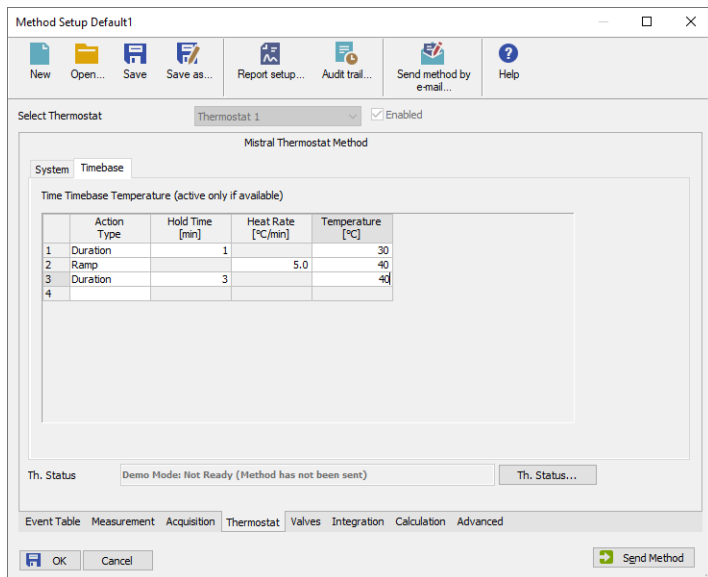 Method Setup Default1
New
Open...
Save
Save as...
Report setup...
Audit trail...
Send method by
e-mail...
Help
Select Thermostat
Thermostat 1
Enabled
Mistral Thermostat Method
System
Timebase
Time Timebase Temperature (active only if available)
Action
Type
Hold Time
[min]
Heat Rate
[°C/min]
Temperature
[°C]
1 Duration 1 30
2 Ramp 5.0 40
3 Duration 3 40
4
Th. Status
Demo Mode: Not Ready (Method has not been sent)
Th. Status...
Event Table Measurement Acquisition Thermostat Valves Integration Calculation Advanced
OK
Cancel
Send Method